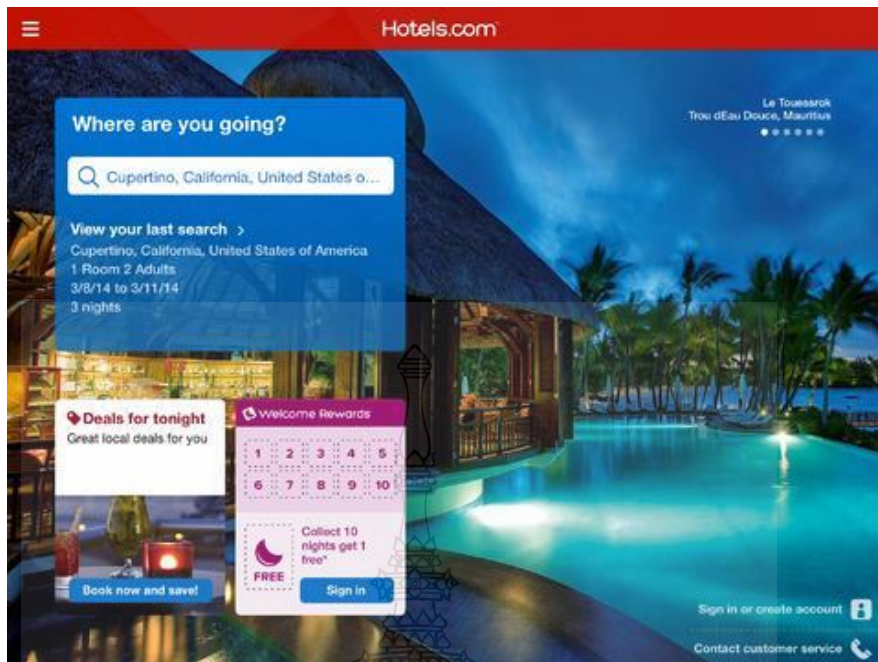 Hotels.com
Le Touessrok
Trou dEau Douce, Mauritius
Where are you going?
Cupertino, California, United States o...
View your last search >
Cupertino, California, United States of America
1 Room 2 Adults
3/8/14 to 3/11/14
3 nights
Deals for tonight
Great local deals for you
Book now and save!
Welcome Rewards
1 2 3 4 5
6 7 8 9 10
Collect 10
nights get 1
free*
FREE
Sign in
Sign in or create account
Contact customer service